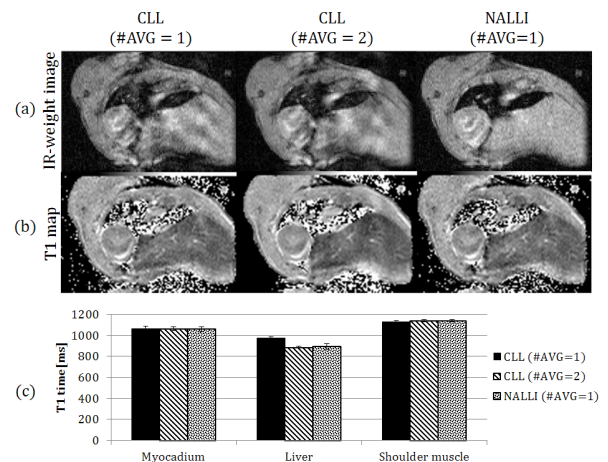 CLL
(#AVG = 1)
CLL
(#AVG = 2)
NALLI
(#AVG=1)
(a)
IR-weight image
(b)
T1 map
(c)
T1 time[ms]
1200
1000
800
600
400
200
0
Myocadium
Liver
Shoulder muscle
CLL (#AVG=1)
CLL (#AVG=2)
NALLI (#AVG=1)